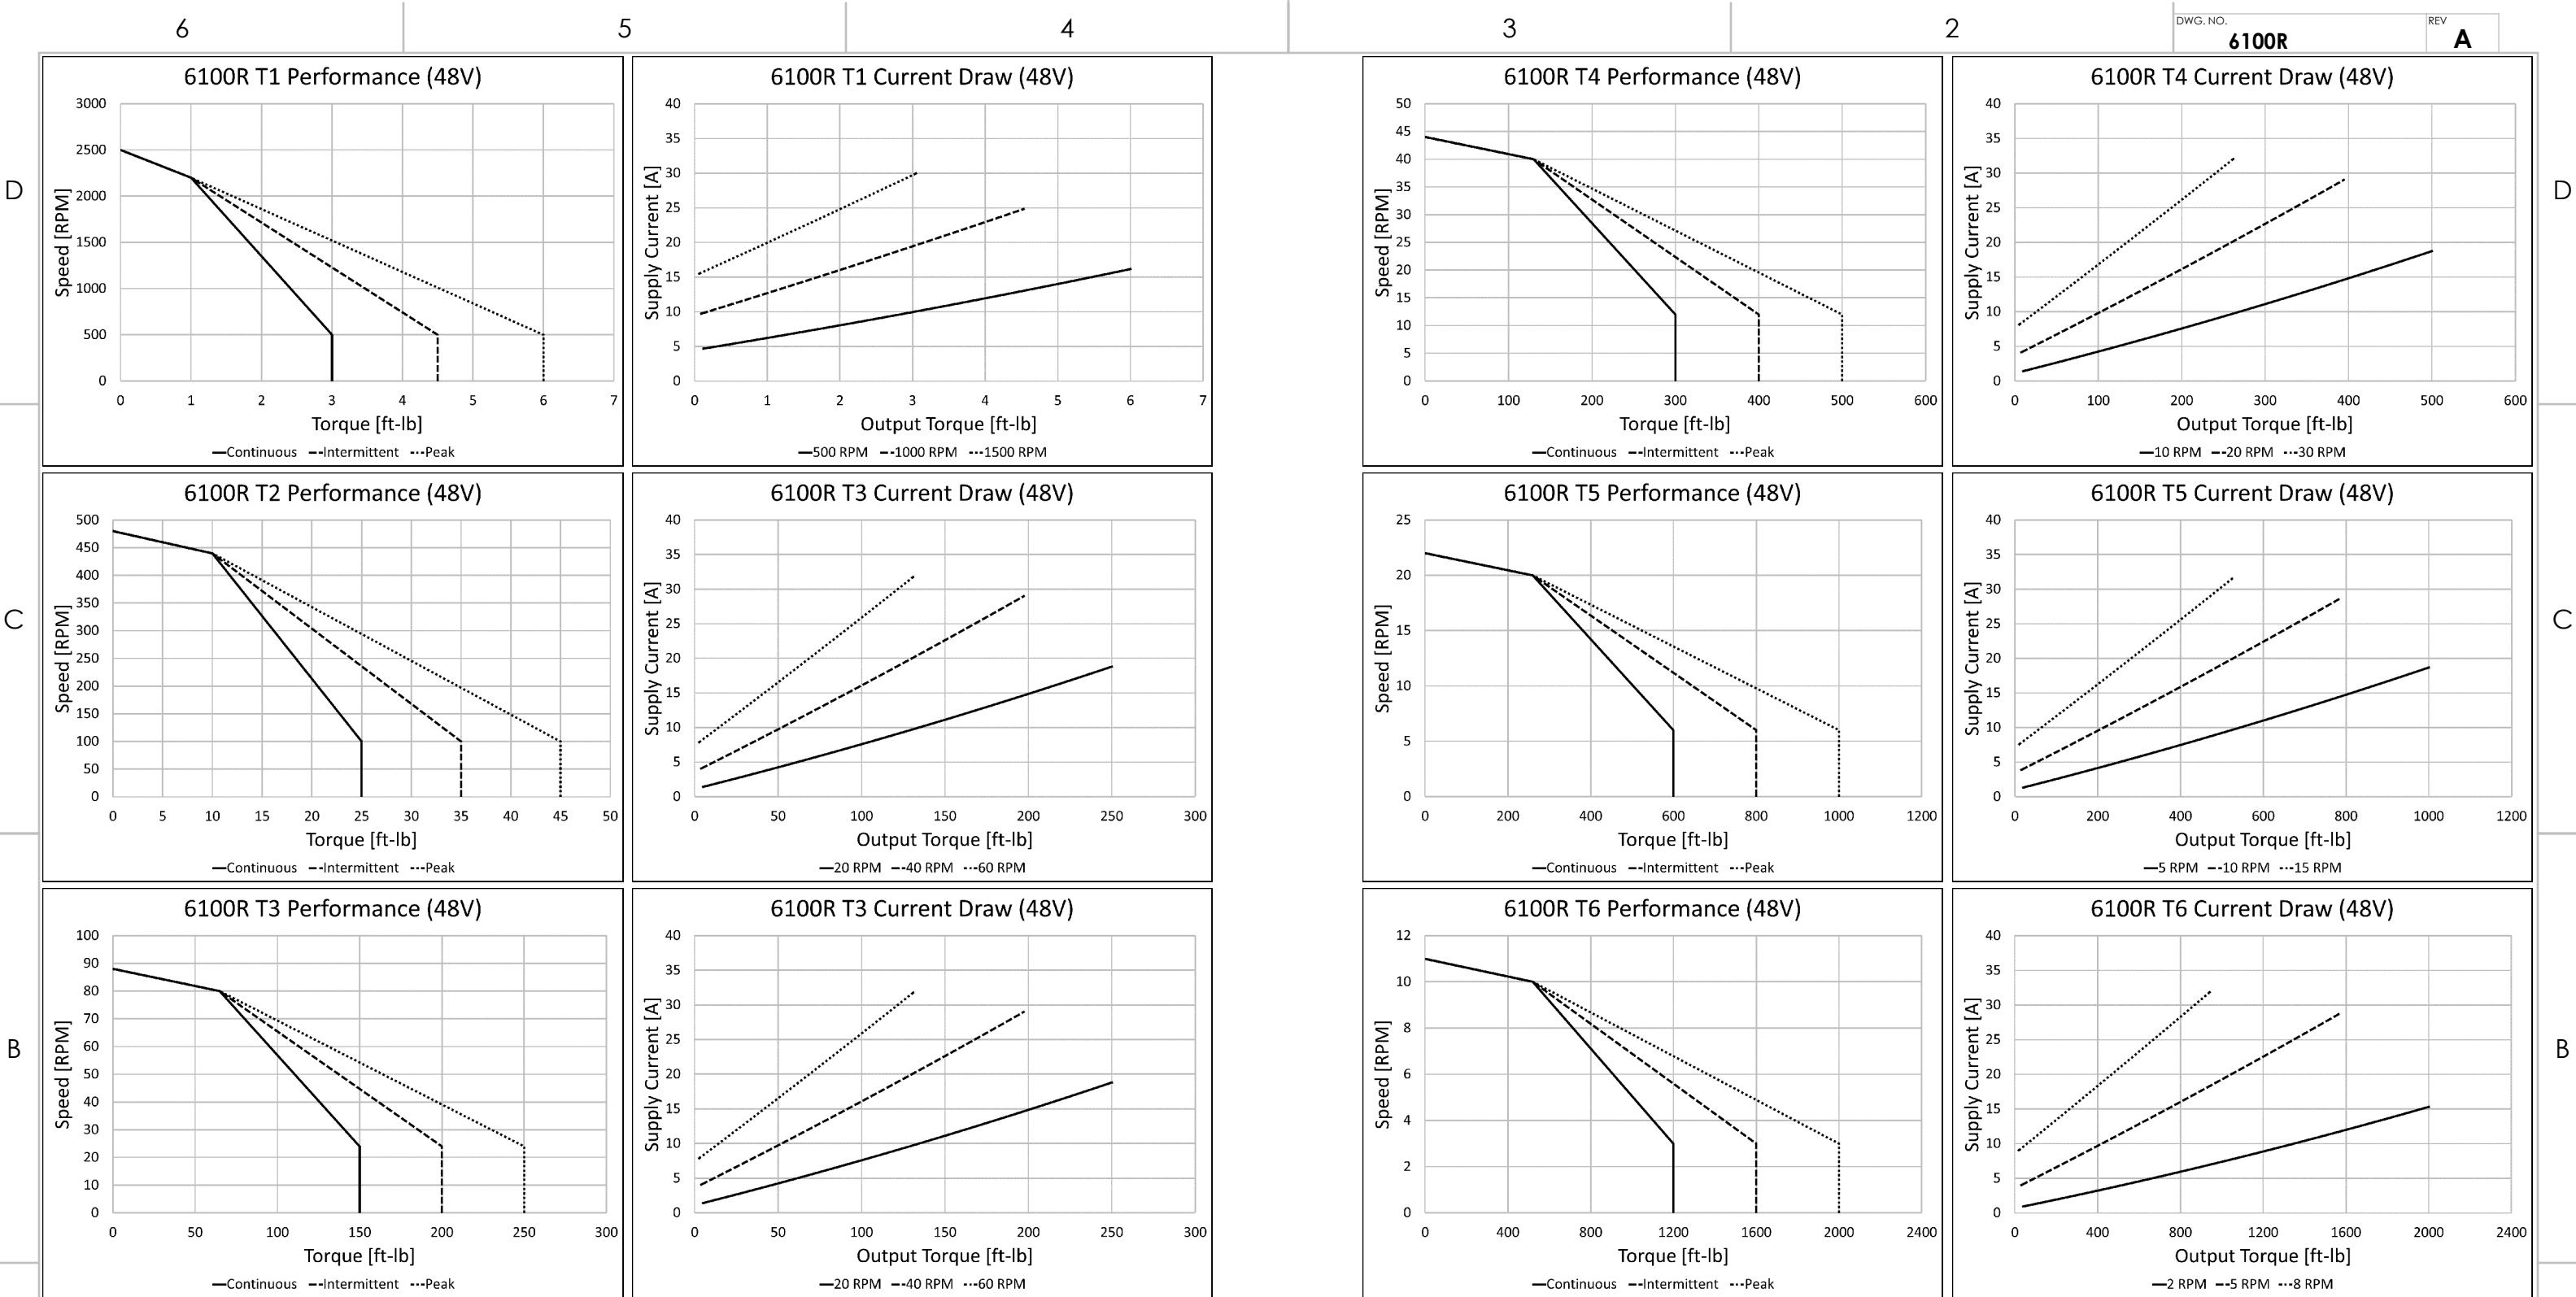 6 5 4 3 2
DWG. NO.
6100R
REV
A
D
C
B
D
C
B
6100R T1 Performance (48V)
Speed [RPM]
3000
2500
2000
1500
1000
500
0
0 1 2 3 4 5 6 7
Torque [ft-lb]
Continuous Intermittent Peak
6100R T1 Current Draw (48V)
Supply Current [A]
40
35
30
25
20
15
10
5
0
0 1 2 3 4 5 6 7
Output Torque [ft-lb]
500 RPM 1000 RPM 1500 RPM
6100R T4 Performance (48V)
Speed [RPM]
50
45
40
35
30
25
20
15
10
5
0
0 100 200 300 400 500 600
Torque [ft-lb]
Continuous Intermittent Peak
6100R T4 Current Draw (48V)
Supply Current [A]
40
35
30
25
20
15
10
5
0
0 100 200 300 400 500 600
Output Torque [ft-lb]
10 RPM 20 RPM 30 RPM
6100R T2 Performance (48V)
Speed [RPM]
500
450
400
350
300
250
200
150
100
50
0
0 5 10 15 20 25 30 35 40 45 50
Torque [ft-lb]
Continuous Intermittent Peak
6100R T3 Current Draw (48V)
Supply Current [A]
40
35
30
25
20
15
10
5
0
0 50 100 150 200 250 300
Output Torque [ft-lb]
20 RPM 40 RPM 60 RPM
6100R T5 Performance (48V)
Speed [RPM]
25
20
15
10
5
0
0 200 400 600 800 1000 1200
Torque [ft-lb]
Continuous Intermittent Peak
6100R T5 Current Draw (48V)
Supply Current [A]
40
35
30
25
20
15
10
5
0
0 200 400 600 800 1000 1200
Output Torque [ft-lb]
5 RPM 10 RPM 15 RPM
6100R T3 Performance (48V)
Speed [RPM]
100
90
80
70
60
50
40
30
20
10
0
0 50 100 150 200 250 300
Torque [ft-lb]
Continuous Intermittent Peak
6100R T3 Current Draw (48V)
Supply Current [A]
40
35
30
25
20
15
10
5
0
0 50 100 150 200 250 300
Output Torque [ft-lb]
20 RPM 40 RPM 60 RPM
6100R T6 Performance (48V)
Speed [RPM]
12
10
8
6
4
2
0
0 400 800 1200 1600 2000 2400
Torque [ft-lb]
Continuous Intermittent Peak
6100R T6 Current Draw (48V)
Supply Current [A]
40
35
30
25
20
15
10
5
0
0 400 800 1200 1600 2000 2400
Output Torque [ft-lb]
2 RPM 5 RPM 8 RPM